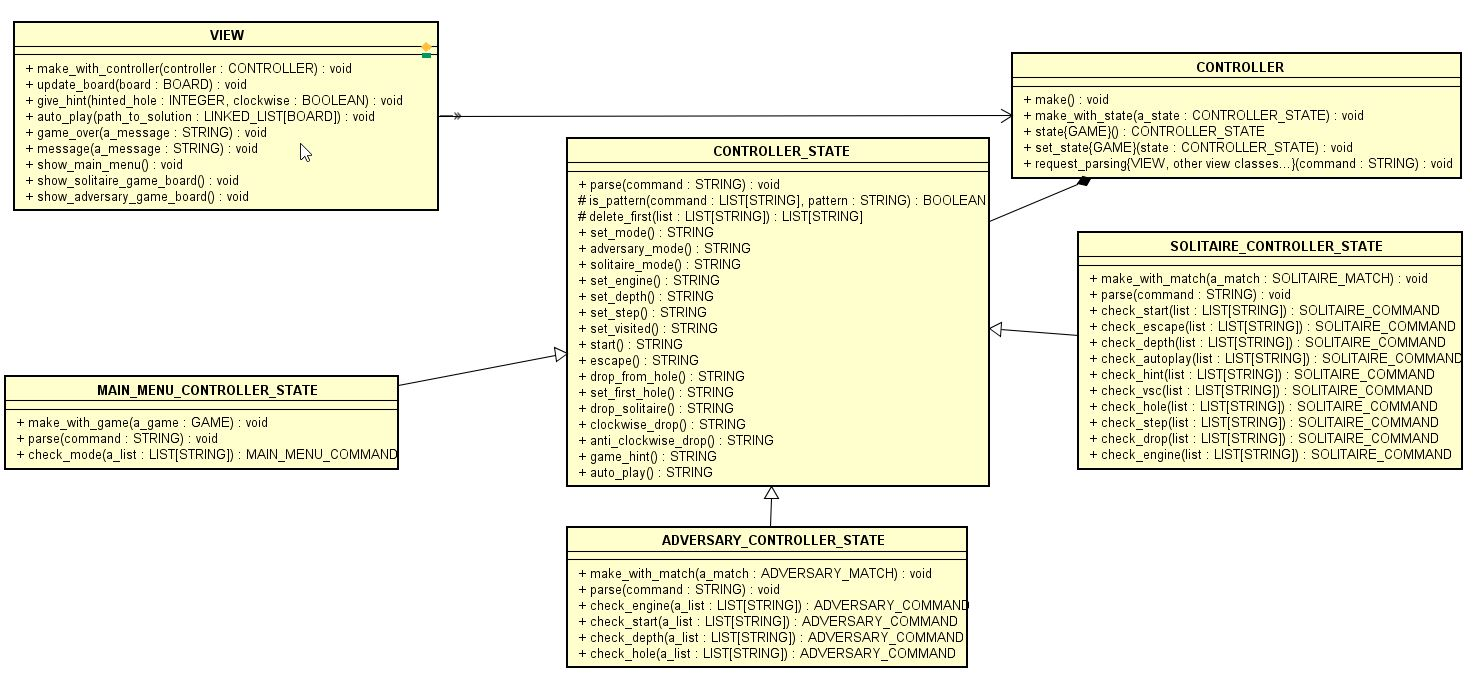 VIEW
+ make_with_controller(controller : CONTROLLER) : void
+ update_board(board : BOARD) : void
+ give_hint(hinted_hole : INTEGER, clockwise : BOOLEAN) : void
+ auto_play(path_to_solution : LINKED_LIST[BOARD]) : void
+ game_over(a_message : STRING) : void
+ message(a_message : STRING) : void
+ show_main_menu() : void
+ show_solitaire_game_board() : void
+ show_adversary_game_board() : void
CONTROLLER
+ make() : void
+ make_with_state(a_state : CONTROLLER_STATE) : void
+ state{GAME}() : CONTROLLER_STATE
+ set_state{GAME}(state : CONTROLLER_STATE) : void
+ request_parsing{VIEW, other view classes...}(command : STRING) : void
CONTROLLER_STATE
+ parse(command : STRING) : void
# is_pattern(command : LIST[STRING], pattern : STRING) : BOOLEAN
# delete_first(list : LIST[STRING]) : LIST[STRING]
+ set_mode() : STRING
+ adversary_mode() : STRING
+ solitaire_mode() : STRING
+ set_engine() : STRING
+ set_depth() : STRING
+ set_step() : STRING
+ set_visited() : STRING
+ start() : STRING
+ escape() : STRING
+ drop_from_hole() : STRING
+ set_first_hole() : STRING
+ drop_solitaire() : STRING
+ clockwise_drop() : STRING
+ anti_clockwise_drop() : STRING
+ game_hint() : STRING
+ auto_play() : STRING
SOLITAIRE_CONTROLLER_STATE
+ make_with_match(a_match : SOLITAIRE_MATCH) : void
+ parse(command : STRING) : void
+ check_start(list : LIST[STRING]) : SOLITAIRE_COMMAND
+ check_escape(list : LIST[STRING]) : SOLITAIRE_COMMAND
+ check_depth(list : LIST[STRING]) : SOLITAIRE_COMMAND
+ check_autoplay(list : LIST[STRING]) : SOLITAIRE_COMMAND
+ check_hint(list : LIST[STRING]) : SOLITAIRE_COMMAND
+ check_vsc(list : LIST[STRING]) : SOLITAIRE_COMMAND
+ check_hole(list : LIST[STRING]) : SOLITAIRE_COMMAND
+ check_step(list : LIST[STRING]) : SOLITAIRE_COMMAND
+ check_drop(list : LIST[STRING]) : SOLITAIRE_COMMAND
+ check_engine(list : LIST[STRING]) : SOLITAIRE_COMMAND
MAIN_MENU_CONTROLLER_STATE
+ make_with_game(a_game : GAME) : void
+ parse(command : STRING) : void
+ check_mode(a_list : LIST[STRING]) : MAIN_MENU_COMMAND
ADVERSARY_CONTROLLER_STATE
+ make_with_match(a_match : ADVERSARY_MATCH) : void
+ parse(command : STRING) : void
+ check_engine(a_list : LIST[STRING]) : ADVERSARY_COMMAND
+ check_start(a_list : LIST[STRING]) : ADVERSARY_COMMAND
+ check_depth(a_list : LIST[STRING]) : ADVERSARY_COMMAND
+ check_hole(a_list : LIST[STRING]) : ADVERSARY_COMMAND